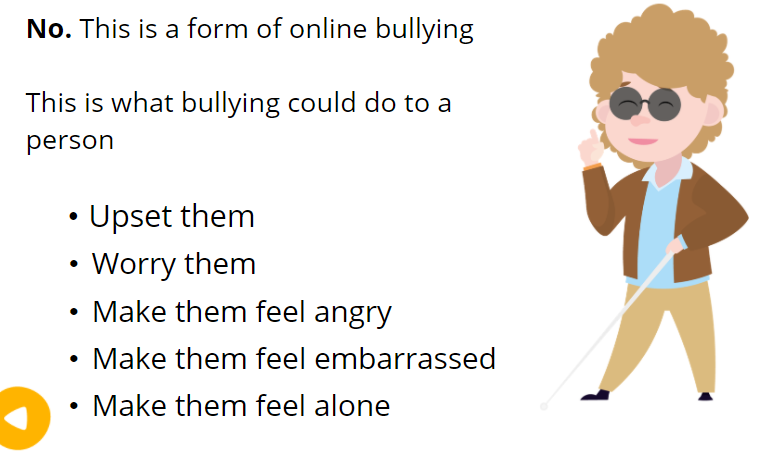 No. This is a form of online bullying
This is what bullying could do to a
person
• Upset them
• Worry them
• Make them feel angry
• Make them feel embarrassed
• Make them feel alone